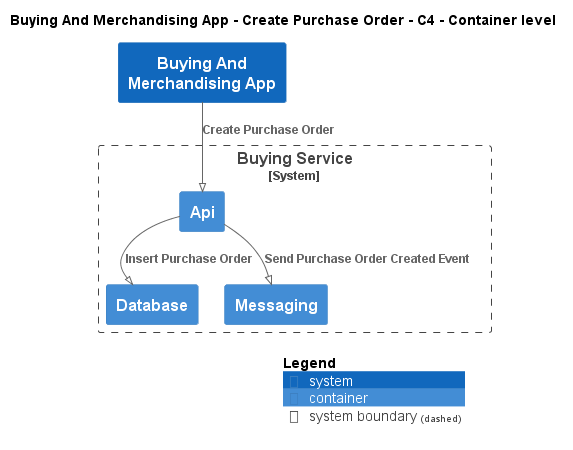 Buying And Merchandising App - Create Purchase Order - C4 - Container level
Buying And
Merchandising App
Create Purchase Order
Buying Service
[System]
Api
Insert Purchase Order
Send Purchase Order Created Event
Database
Messaging
Legend
system
container
system boundary (dashed)